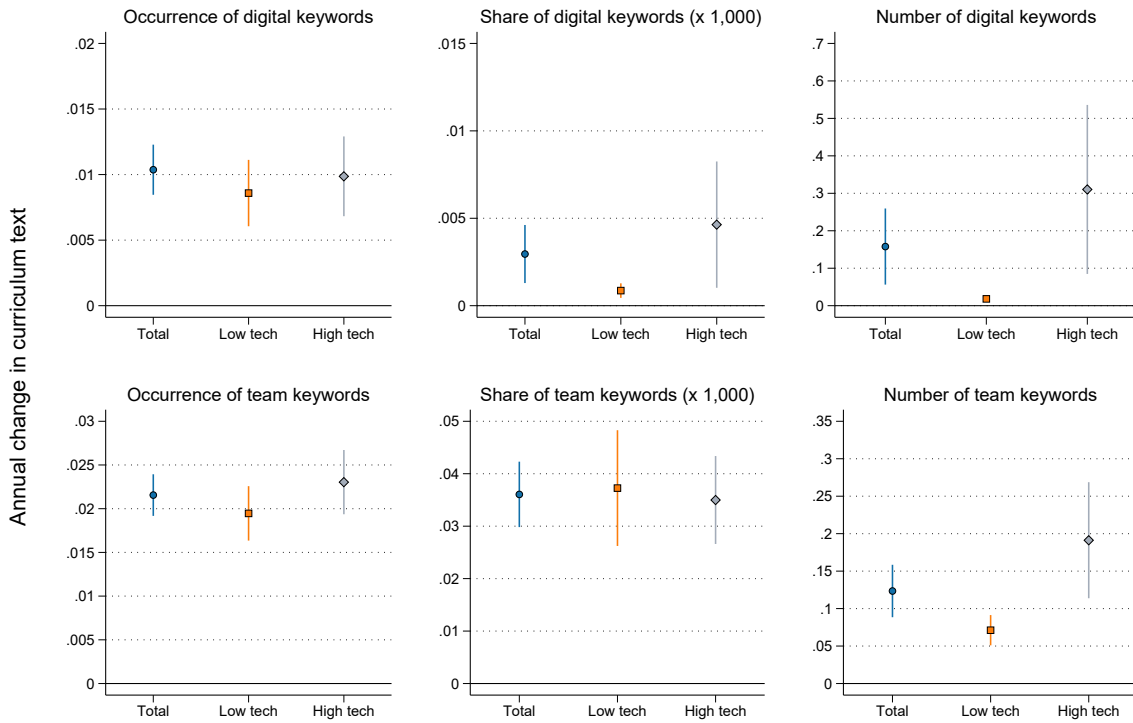 Annual change in curriculum text
Occurrence of digital keywords
.02
.015
.01
.005
0
Total Low tech High tech
Share of digital keywords (x 1,000)
.015
.01
.005
0
Total Low tech High tech
Number of digital keywords
.7
.6
.5
.4
.3
.2
.1
0
Total Low tech High tech
Occurrence of team keywords
.03
.025
.02
.015
.01
.005
0
Total Low tech High tech
Share of team keywords (x 1,000)
.05
.04
.03
.02
.01
0
Total Low tech High tech
Number of team keywords
.35
.3
.25
.2
.15
.1
.05
0
Total Low tech High tech